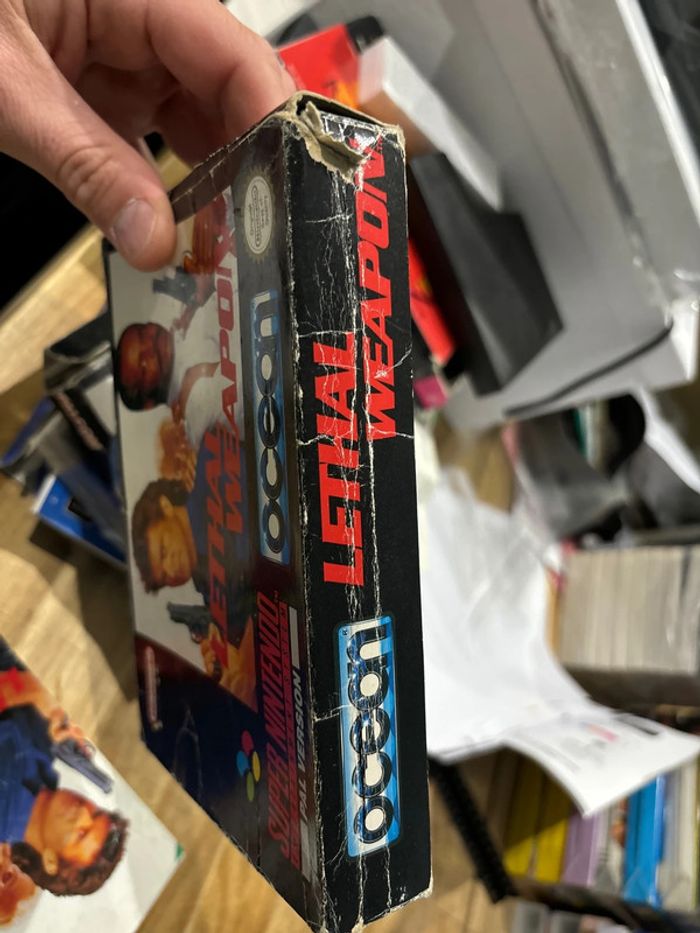 LETHAL
WEAPON
ocean
LETHAL
WEAPON
ocean
SUPER NINTENDO
PAL VERSION